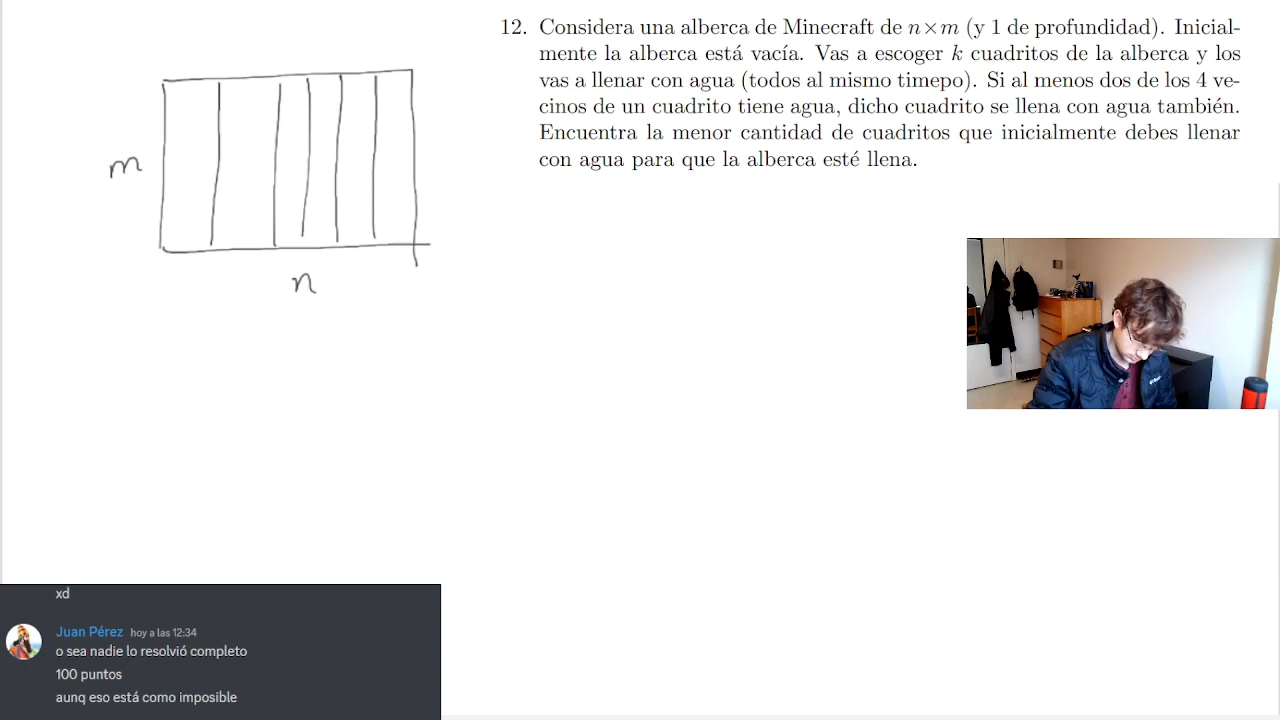 12. Considera una alberca de Minecraft de n×m (y 1 de profundidad). Inicial-
mente la alberca está vacía. Vas a escoger k cuadritos de la alberca y los
vas a llenar con agua (todos al mismo timepo). Si al menos dos de los 4 ve-
cinos de un cuadrito tiene agua, dicho cuadrito se llena con agua también.
Encuentra la menor cantidad de cuadritos que inicialmente debes llenar
con agua para que la alberca esté llena.
m
n
xd
Juan Pérez hoy a las 12:34
o sea nadie lo resolvió completo
100 puntos
aunq eso está como imposible